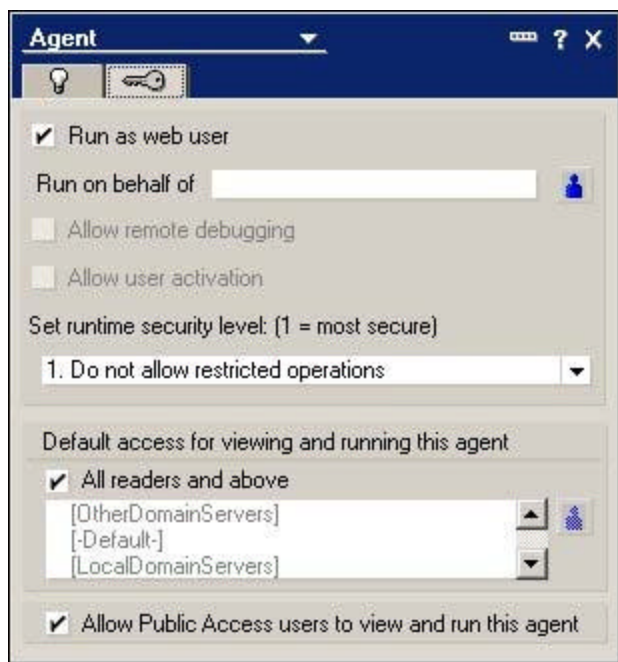 Agent
?
X
Run as web user
Run on behalf of
Allow remote debugging
Allow user activation
Set runtime security level: (1 = most secure)
1. Do not allow restricted operations
Default access for viewing and running this agent
All readers and above
[OtherDomainServers]
[-Default-]
[LocalDomainServers]
Allow Public Access users to view and run this agent